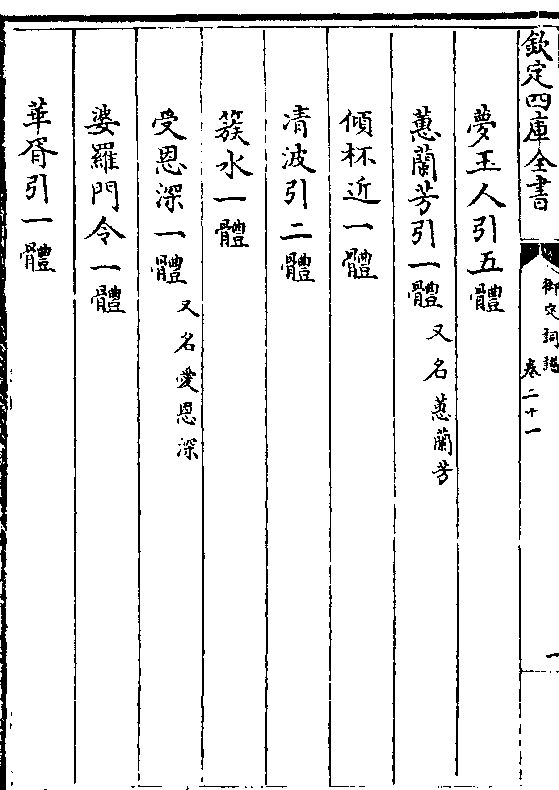 欽定四庫全書
御定詞譜
卷二十一
一
夢玉人引五體
蕙蘭芳引一體 又名蕙蘭芳
傾杯近一體
凊波引二體
簇水一體
受恩深一體 又名愛恩深
婆羅門令一體
華胥引一體